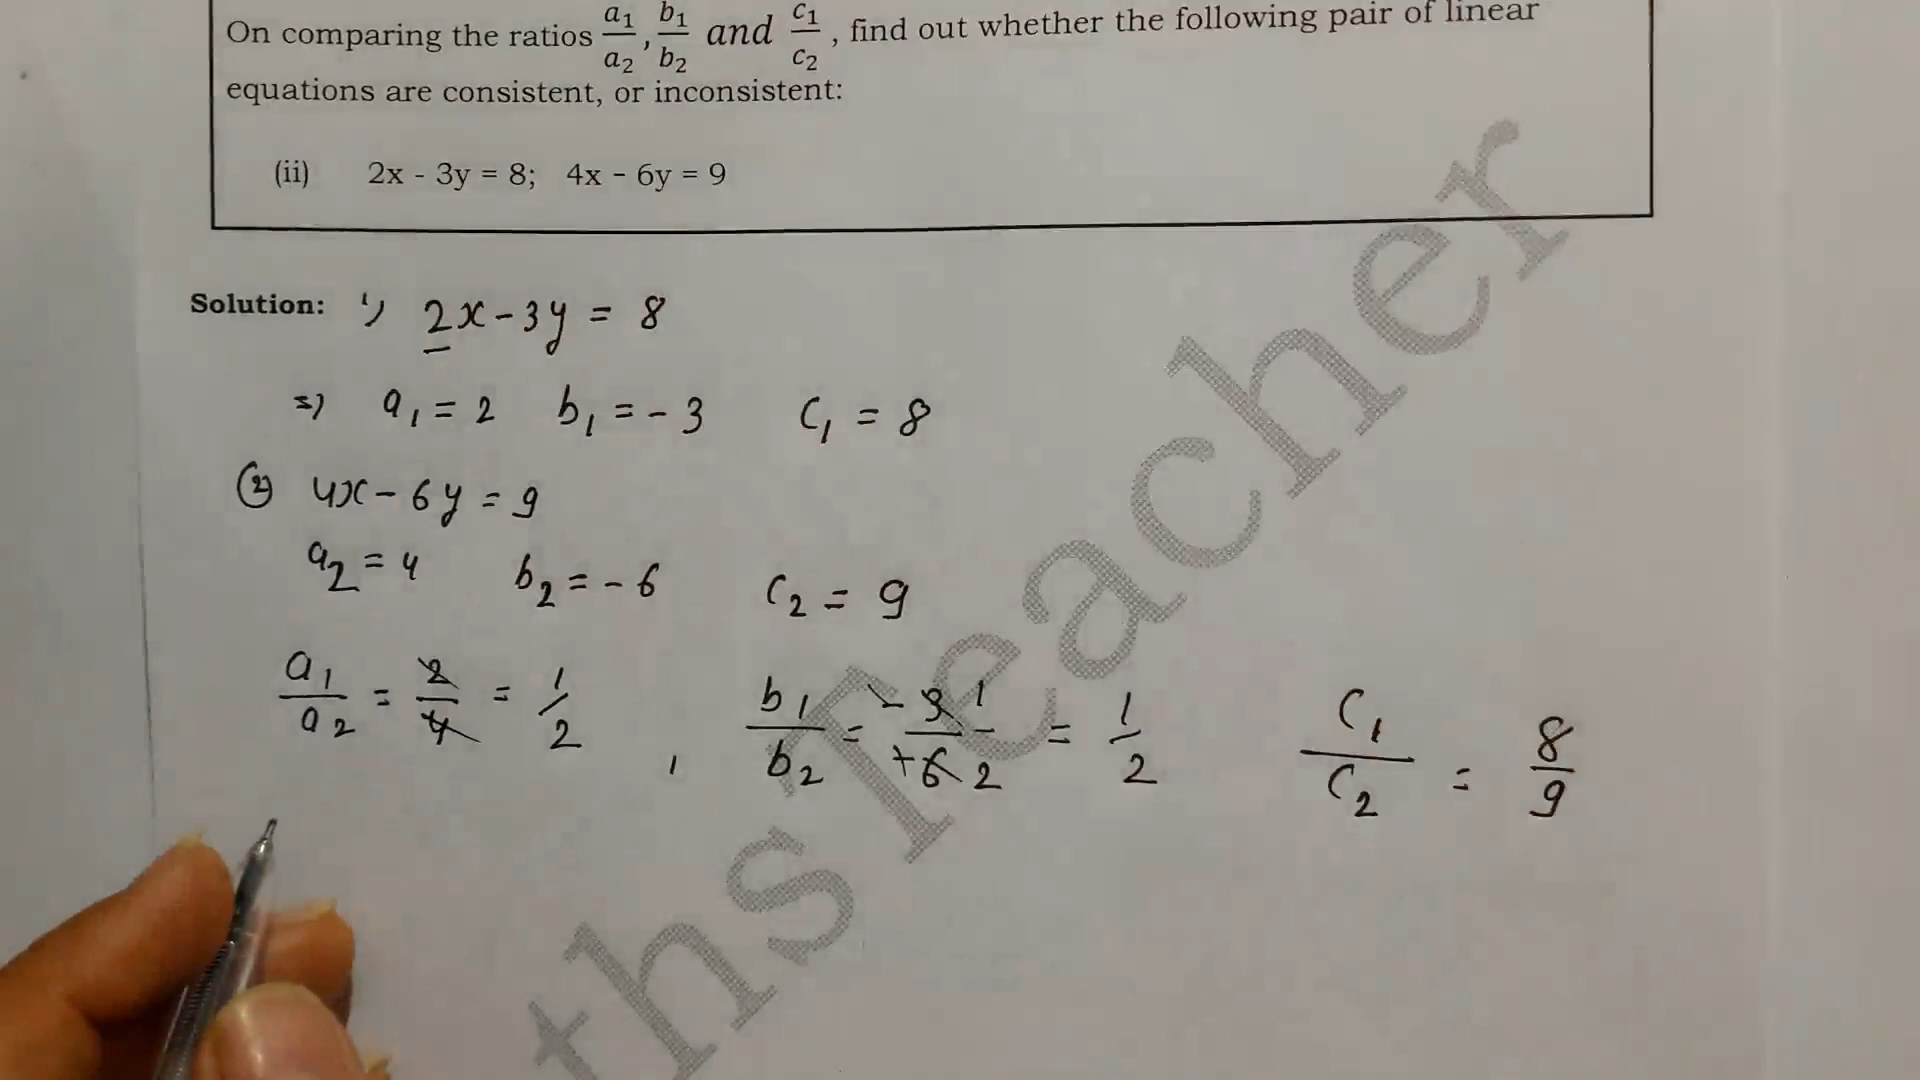 On comparing the ratios a1/a2, b1/b2 and c1/c2, find out whether the following pair of linear
equations are consistent, or inconsistent:
(ii) 2x - 3y = 8; 4x - 6y = 9
Solution: 1) 2x - 3y = 8
=) a1 = 2 b1 = - 3 C1 = 8
(2) 4x - 6y = 9
a2 = 4 b2 = - 6 C2 = 9
a1/a2 = 2/4 = 1/2 , b1/b2 = -3 1/+6 2 = 1/2 C1/C2 = 8/9
thsTeacher